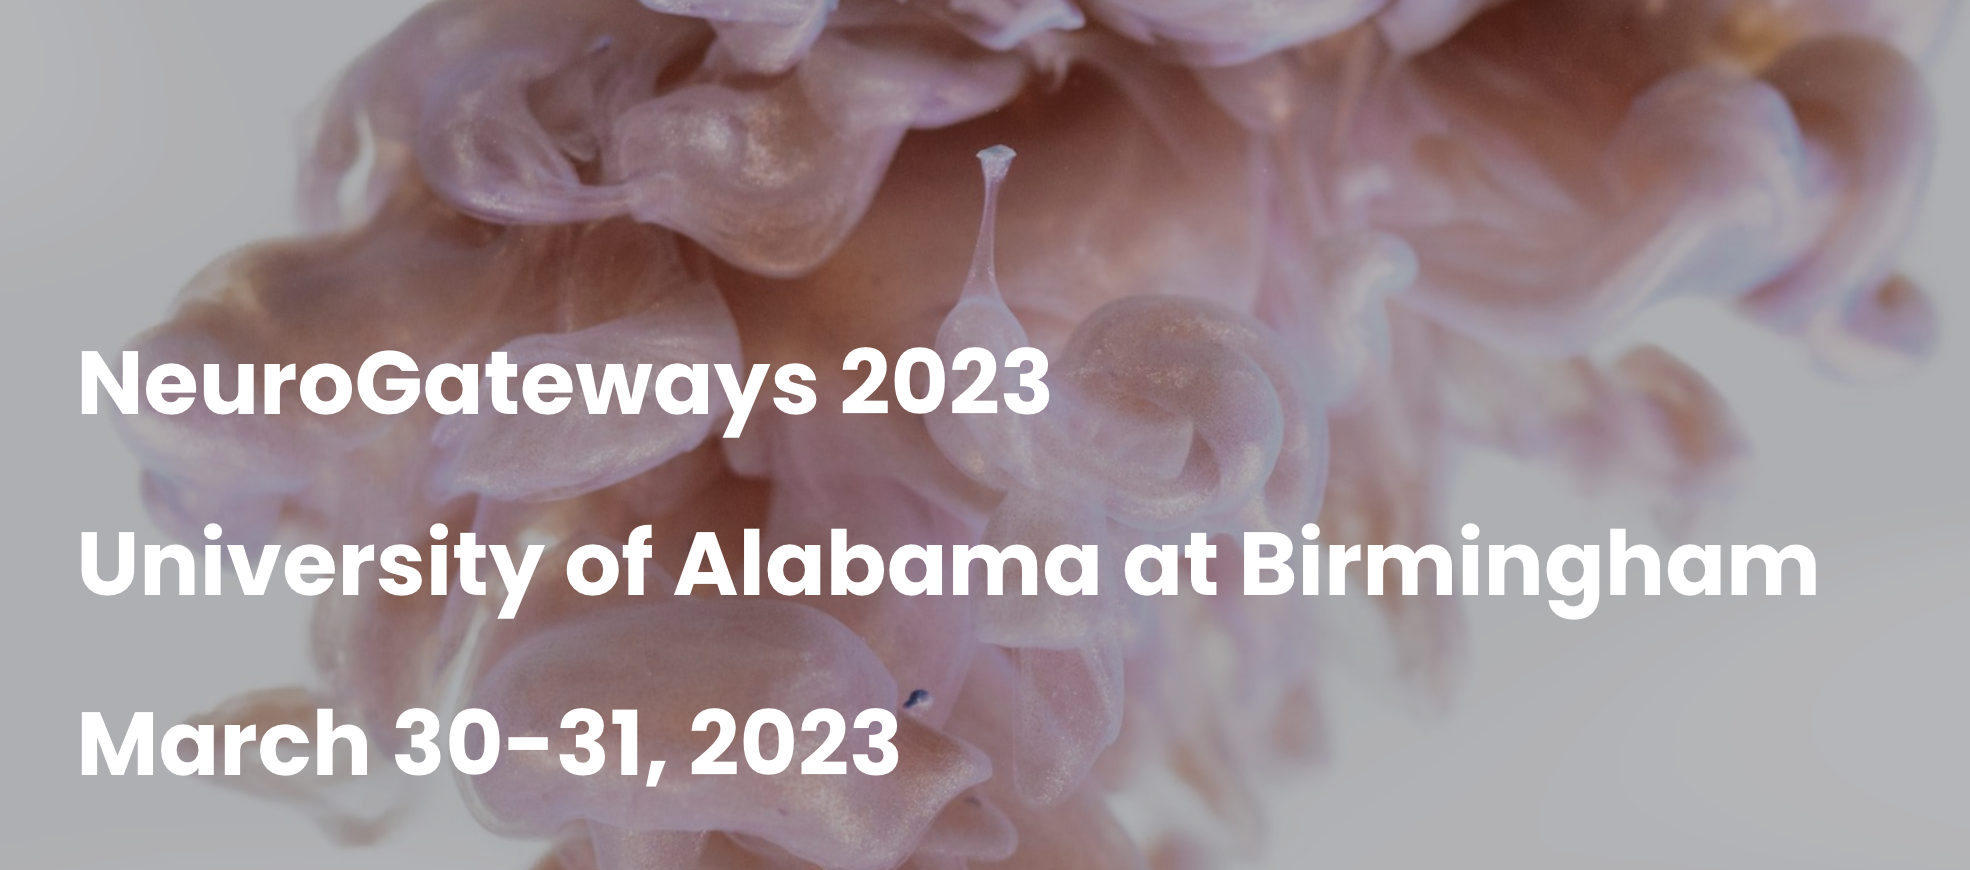 NeuroGateways 2023
University of Alabama at Birmingham
March 30-31, 2023